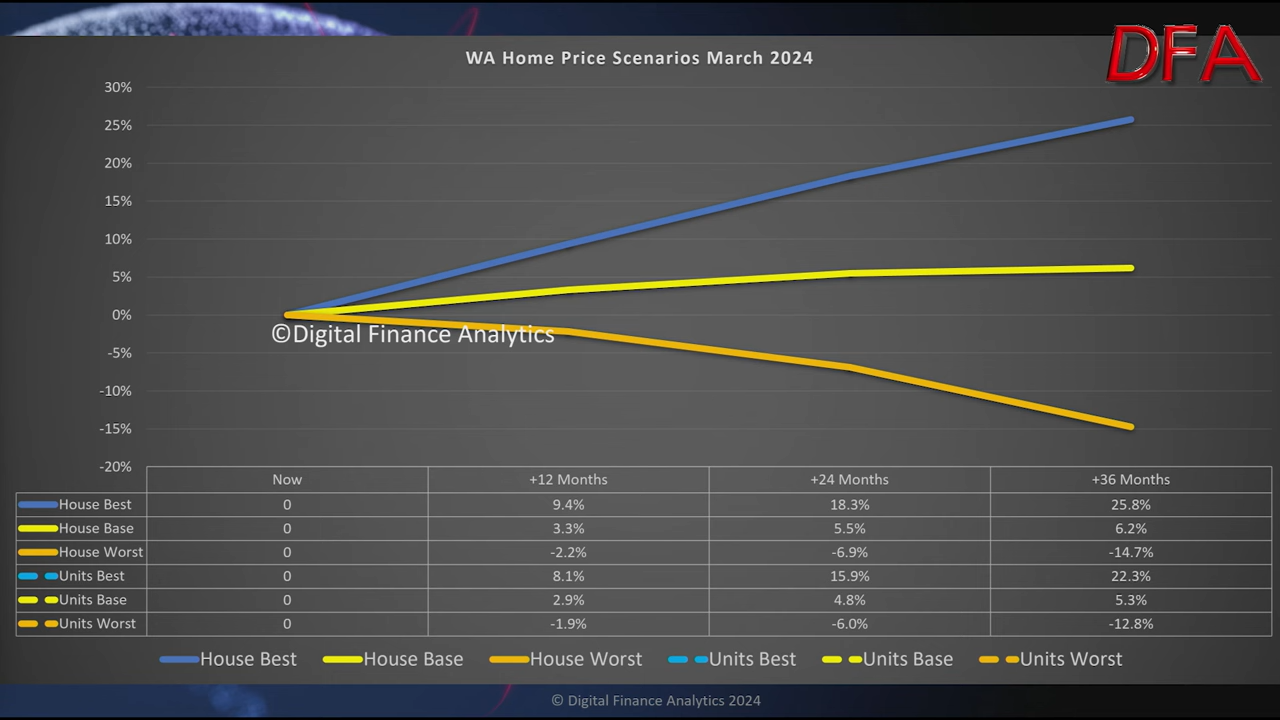 DFA
WA Home Price Scenarios March 2024
30%
25%
20%
15%
10%
5%
0%
-5%
-10%
-15%
-20%
©Digital Finance Analytics
Now +12 Months +24 Months +36 Months
House Best 0 9.4% 18.3% 25.8%
House Base 0 3.3% 5.5% 6.2%
House Worst 0 -2.2% -6.9% -14.7%
Units Best 0 8.1% 15.9% 22.3%
Units Base 0 2.9% 4.8% 5.3%
Units Worst 0 -1.9% -6.0% -12.8%
House Best House Base House Worst Units Best Units Base Units Worst
© Digital Finance Analytics 2024